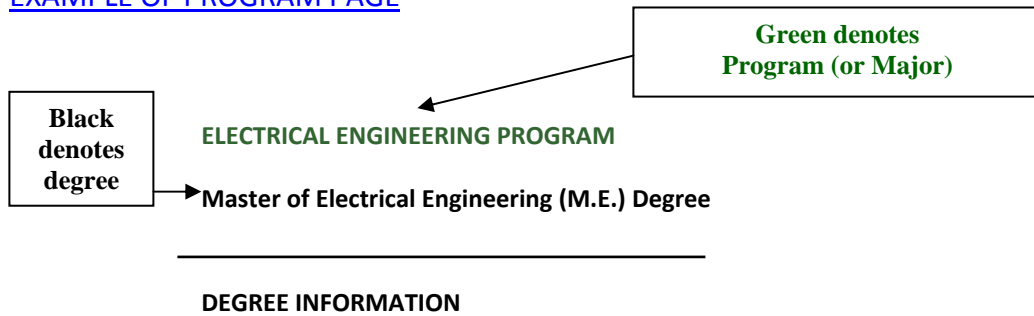 EXAMPLE OF PROGRAM PAGE
Green denotes
Program (or Major)
Black
denotes
degree
ELECTRICAL ENGINEERING PROGRAM
Master of Electrical Engineering (M.E.) Degree
DEGREE INFORMATION